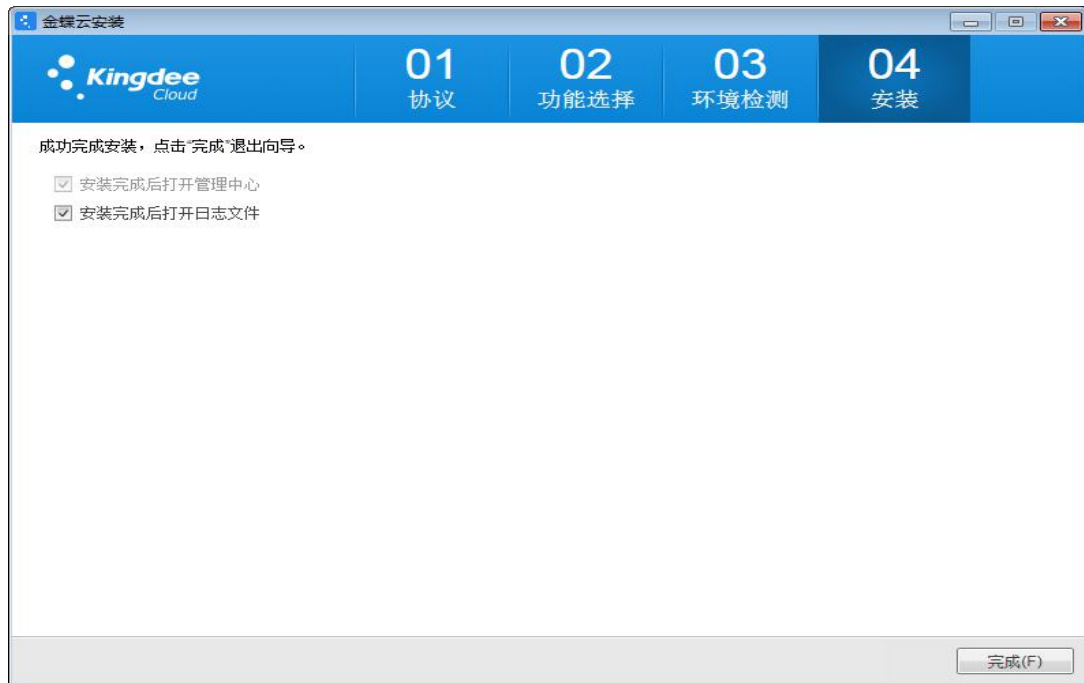 金蝶云安装
Kingdee
Cloud
01
协议
02
功能选择
03
环境检测
04
安装
成功完成安装，点击“完成”退出向导。
安装完成后打开管理中心
安装完成后打开日志文件
完成(F)